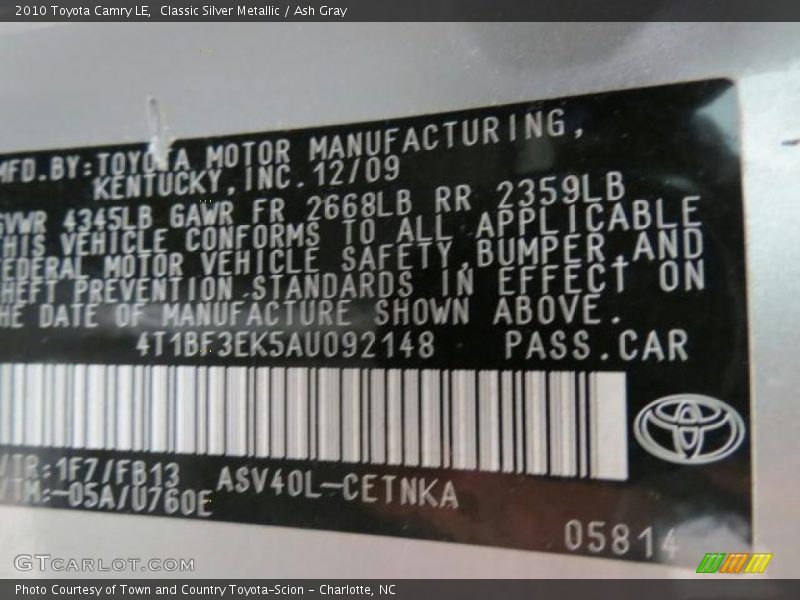 2010 Toyota Camry LE, Classic Silver Metallic / Ash Gray
MFD.BY:TOYOTA MOTOR MANUFACTURING,
KENTUCKY,INC.12/09
GVWR 4345LB GAWR FR 2668LB RR 2359LB
THIS VEHICLE CONFORMS TO ALL APPLICABLE
FEDERAL MOTOR VEHICLE SAFETY,BUMPER,AND
THEFT PREVENTION STANDARDS IN EFFECT ON
THE DATE OF MANUFACTURE SHOWN ABOVE.
4T1BF3EK5AU092148 PASS.CAR
/TR:1F7/FB13
ASV40L-CETNKA
/TM:-05A/U760E
05814
GTCARLOT.COM
Photo Courtesy of Town and Country Toyota-Scion - Charlotte, NC